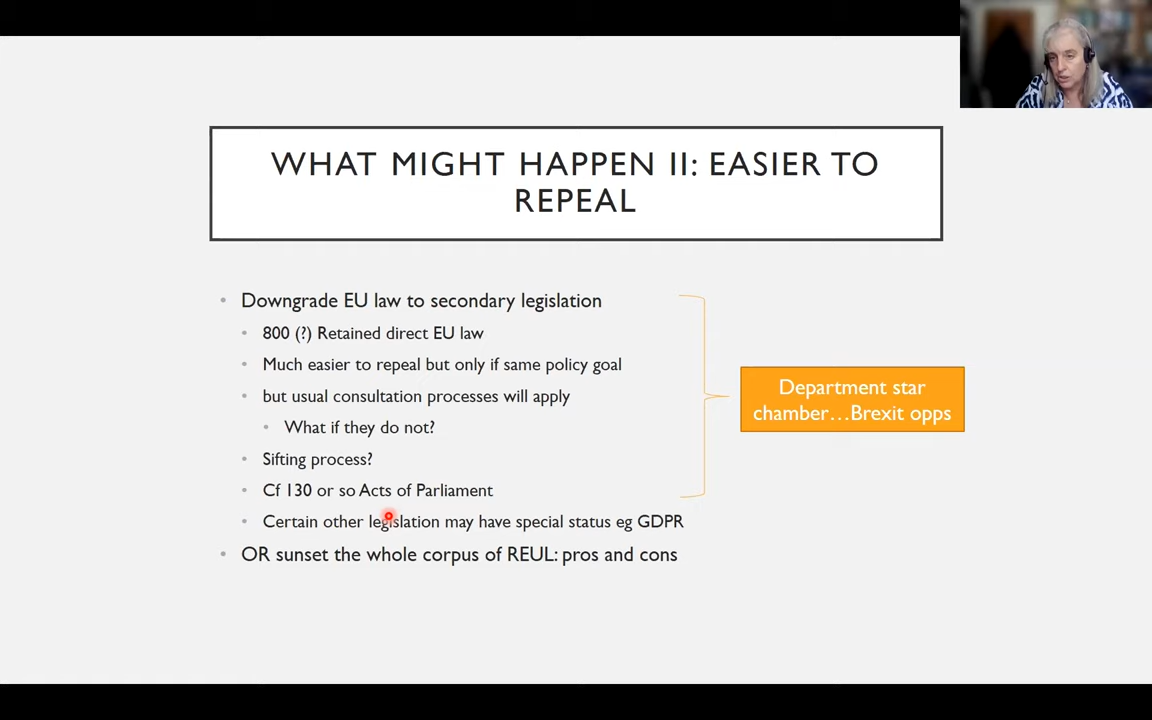 WHAT MIGHT HAPPEN II: EASIER TO
REPEAL
Downgrade EU law to secondary legislation
800 (?) Retained direct EU law
Much easier to repeal but only if same policy goal
but usual consultation processes will apply
What if they do not?
Sifting process?
Cf 130 or so Acts of Parliament
Certain other legislation may have special status eg GDPR
OR sunset the whole corpus of REUL: pros and cons
Department star
chamber…Brexit opps